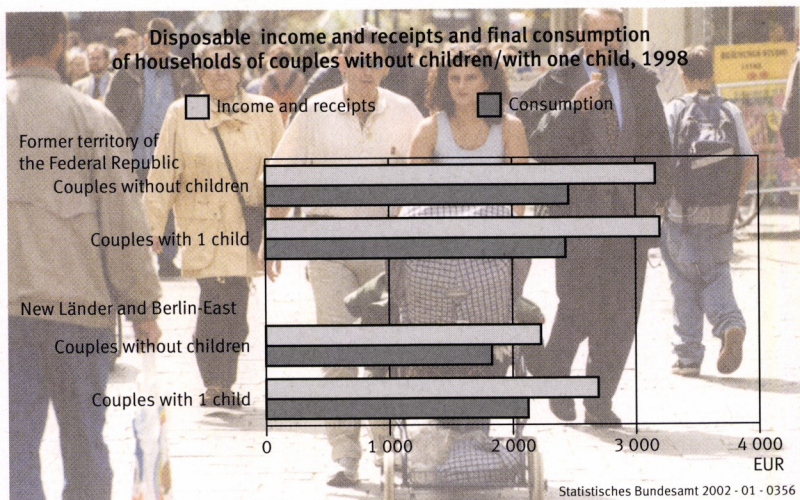 Disposable income and receipts and final consumption
of households of couples without children/with one child, 1998
Income and receipts
Consumption
Former territory of
the Federal Republic
Couples without children
Couples with 1 child
New Länder and Berlin-East
Couples without children
Couples with 1 child
0 1 000 2 000 3 000 4 000
EUR
Statistisches Bundesamt 2002 - 01 - 0356